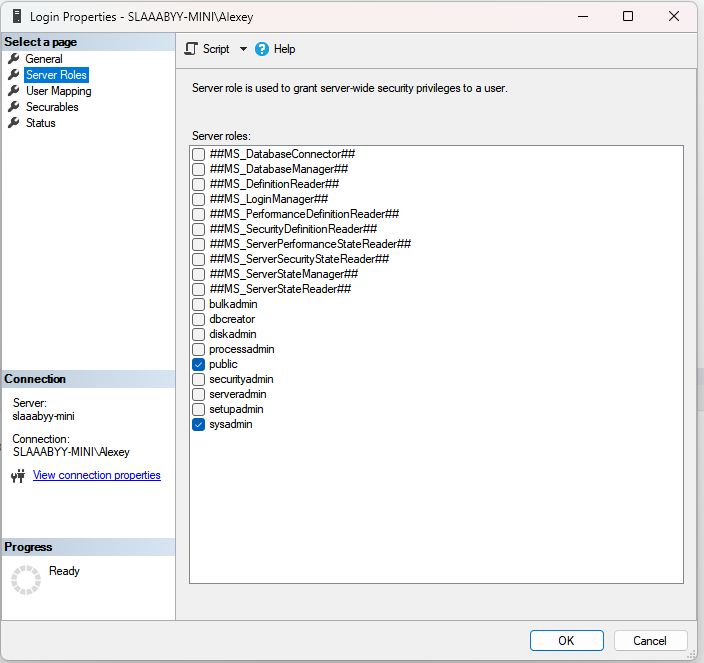 Login Properties - SLAAABYY-MINI\Alexey
Select a page
General
Server Roles
User Mapping
Securables
Status
Script
Help
Server role is used to grant server-wide security privileges to a user.
Server roles:
##MS_DatabaseConnector##
##MS_DatabaseManager##
##MS_DefinitionReader##
##MS_LoginManager##
##MS_PerformanceDefinitionReader##
##MS_SecurityDefinitionReader##
##MS_ServerPerformanceStateReader##
##MS_ServerSecurityStateReader##
##MS_ServerStateManager##
##MS_ServerStateReader##
bulkadmin
dbcreator
diskadmin
processadmin
public
securityadmin
serveradmin
setupadmin
sysadmin
Connection
Server:
slaaabyy-mini
Connection:
SLAAABYY-MINI\Alexey
View connection properties
Progress
Ready
OK
Cancel